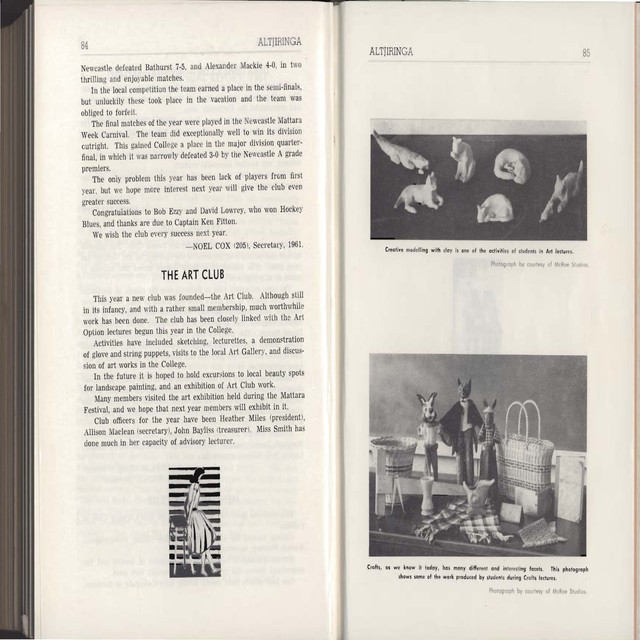 84
ALTJIRINGA
Newcastle defeated Bathurst 7-5, and Alexander Mackie 4-0, in two
thrilling and enjoyable matches.
In the local competition the team earned a place in the semi-finals,
but unluckily these took place in the vacation and the team was
obliged to forfeit.
The final matches of the year were played in the Newcastle Mattara
Week Carnival. The team did exceptionally well to win its division
outright. This gained College a place in the major division quarter-
final, in which it was narrowly defeated 3-0 by the Newcastle A grade
premiers.
The only problem this year has been lack of players from first
year, but we hope more interest next year will give the club even
greater success.
Congratulations to Bob Ezzy and David Lowrey, who won Hockey
Blues, and thanks are due to Captain Ken Fitton.
We wish the club every success next year.
—NOEL COX (205), Secretary, 1961.
THE ART CLUB
This year a new club was founded—the Art Club. Although still
in its infancy, and with a rather small membership, much worthwhile
work has been done. The club has been closely linked with the Art
Option lectures begun this year in the College.
Activities have included sketching, lecturettes, a demonstration
of glove and string puppets, visits to the local Art Gallery, and discus-
sion of art works in the College.
In the future it is hoped to hold excursions to local beauty spots
for landscape painting, and an exhibition of Art Club work.
Many members visited the art exhibition held during the Mattara
Festival, and we hope that next year members will exhibit in it.
Club officers for the year have been Heather Miles (president),
Allison Maclean (secretary), John Bayliss (treasurer). Miss Smith has
done much in her capacity of advisory lecturer.
ALTJIRINGA
85
Creative modelling with clay is one of the activities of students in Art lectures.
Photograph by courtesy of McRae Studios.
Crafts, as we know it today, has many different and interesting facets. This photograph
shows some of the work produced by students during Crafts lectures.
Photograph by courtesy of McRae Studios.